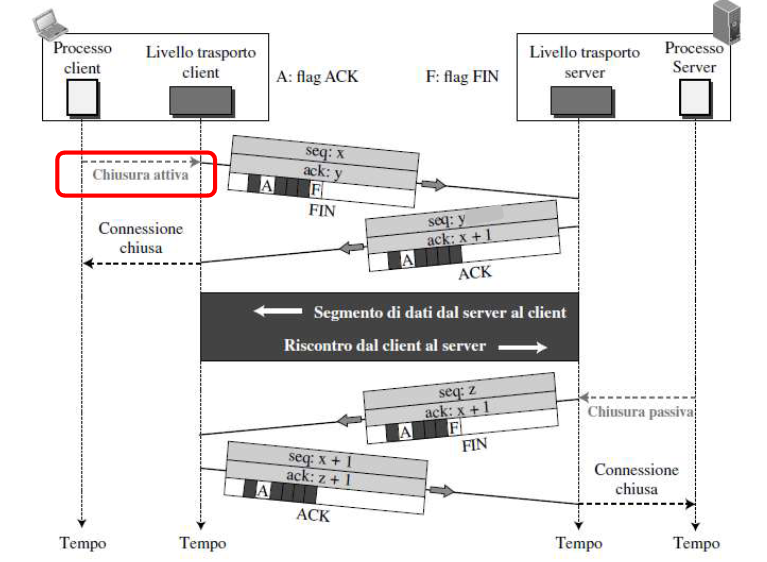 Processo
client
Livello trasporto
client
A: flag ACK
F: flag FIN
Livello trasporto
server
Processo
Server
Chiusura attiva
seq: x
ack: y
A F
FIN
seq: y
ack: x + 1
A
ACK
Connessione
chiusa
Segmento di dati dal server al client
Riscontro dal client al server
seq: z
ack: x + 1
A F
FIN
Chiusura passiva
seq: x + 1
ack: z + 1
A
ACK
Connessione
chiusa
Tempo
Tempo
Tempo
Tempo